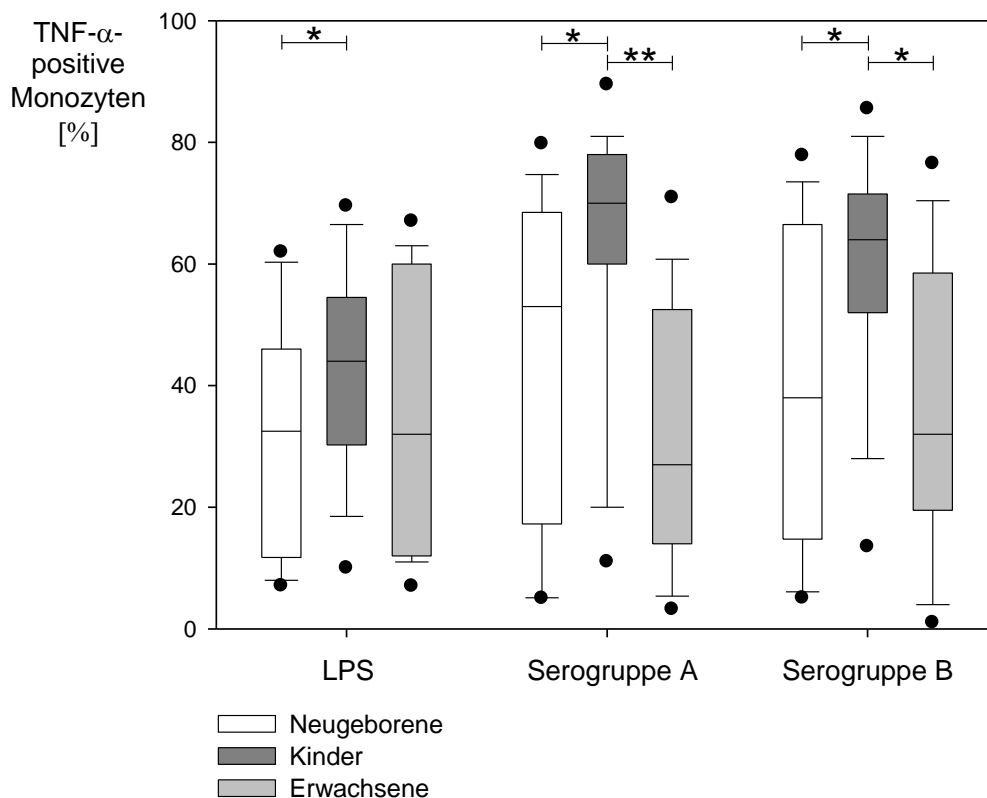 TNF-α-
positive
Monozyten
[%]
100
80
60
40
20
0
* * ** * *
LPS Serogruppe A Serogruppe B
Neugeborene
Kinder
Erwachsene